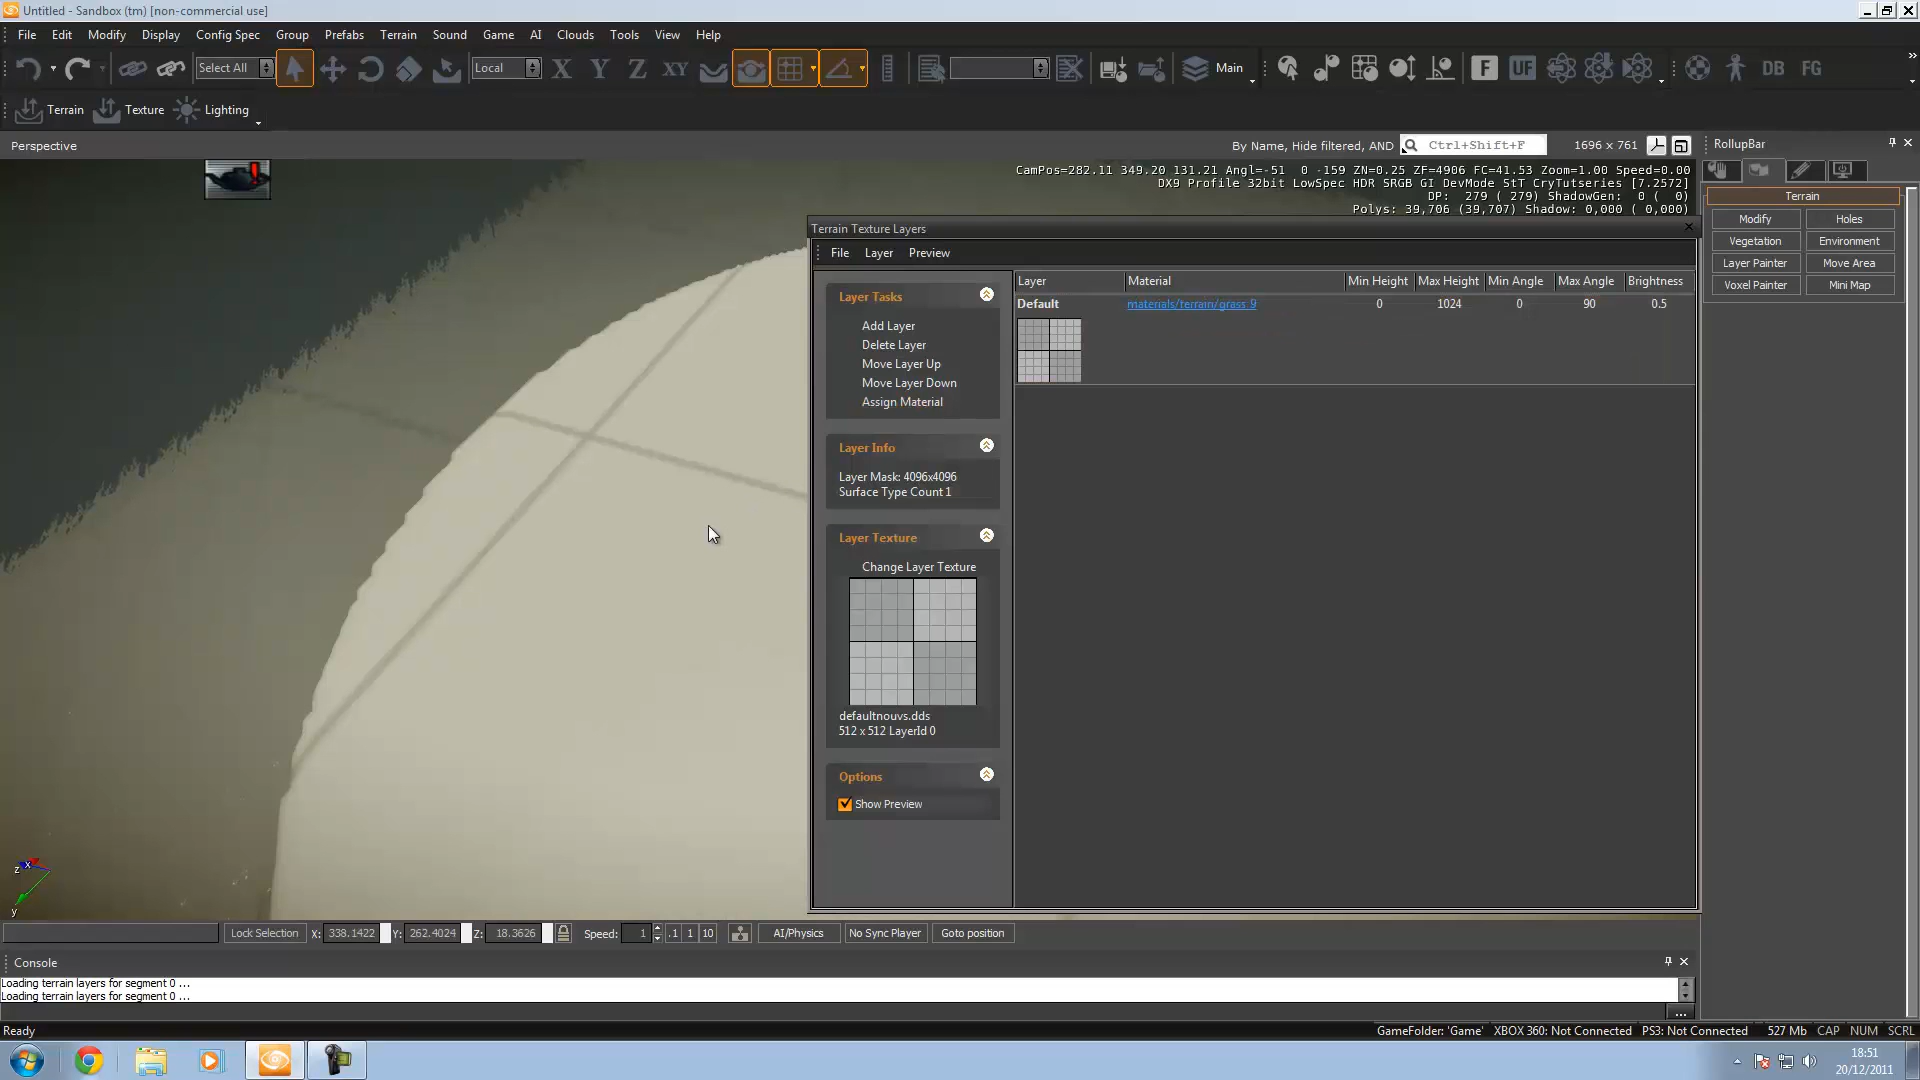 Untitled - Sandbox (tm) [non-commercial use]
File Edit Modify Display Config Spec Group Prefabs Terrain Sound Game AI Clouds Tools View Help
Select All Local X Y Z XY Main F UF DB FG
Terrain Texture Lighting
Perspective By Name, Hide filtered, AND Ctrl+Shift+F 1696 x 761 RollupBar
CamPos=282.11 349.20 131.21 Angl=-51 0 -159 ZN=0.25 ZF=4906 FC=41.53 Zoom=1.00 Speed=0.00
DX9 Profile 32bit LowSpec HDR SRGB GI DevMode StT CryTutseries [7.2572]
DP: 279 ( 279) ShadowGen: 0 ( 0)
Polys: 39,706 (39,707) Shadow: 0,000 ( 0,000)
Terrain
Modify Holes
Vegetation Environment
Layer Painter Move Area
Voxel Painter Mini Map
Terrain Texture Layers
File Layer Preview
Layer Material Min Height Max Height Min Angle Max Angle Brightness
Default materials/terrain/grass.9 0 1024 0 90 0.5
Layer Tasks
Add Layer
Delete Layer
Move Layer Up
Move Layer Down
Assign Material
Layer Info
Layer Mask: 4096x4096
Surface Type Count 1
Layer Texture
Change Layer Texture
defaultnouvs.dds
512 x 512 LayerId 0
Options
Show Preview
z x
y
Lock Selection X: 338.1422 Y: 262.4024 Z: 18.3626 Speed: 1 .1 1 10 AI/Physics No Sync Player Goto position
Console
Loading terrain layers for segment 0 ...
Loading terrain layers for segment 0 ...
...
Ready GameFolder: 'Game' XBOX 360: Not Connected PS3: Not Connected 527 Mb CAP NUM SCRL
18:51
20/12/2011